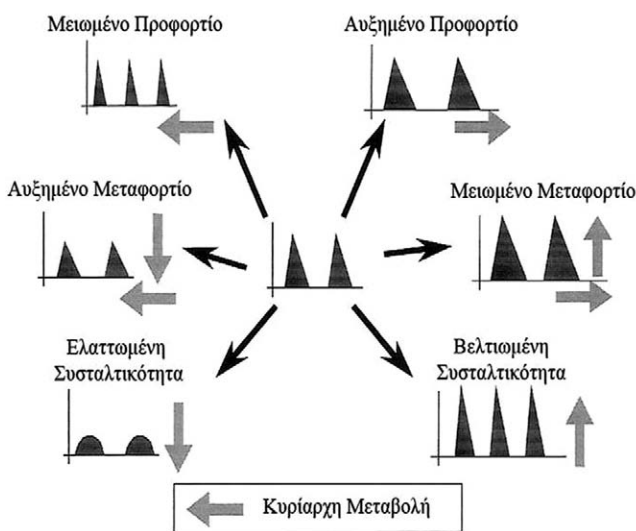 Μειωμένο Προφορτίο
Αυξημένο Προφορτίο
Αυξημένο Μεταφορτίο
Μειωμένο Μεταφορτίο
Ελαττωμένη
Συσταλτικότητα
Βελτιωμένη
Συσταλτικότητα
Κυρίαρχη Μεταβολή